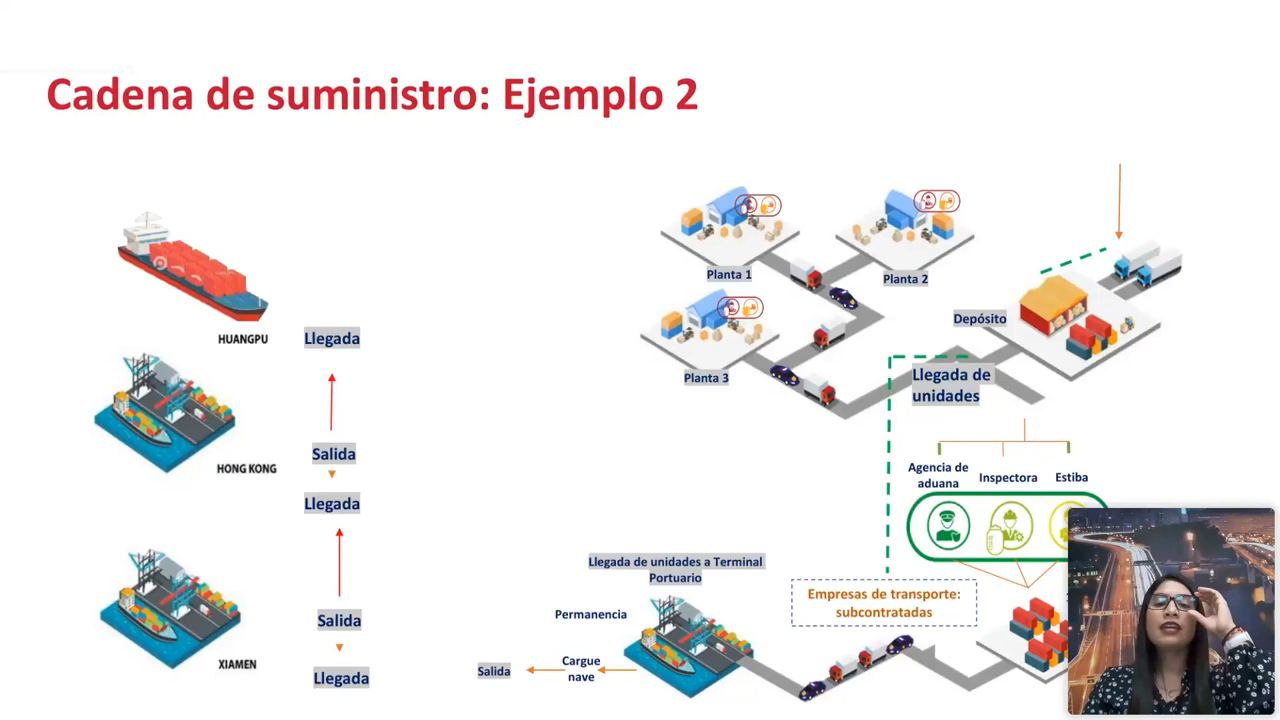 Cadena de suministro: Ejemplo 2
Planta 1
Planta 2
Depósito
HUANGPU
Llegada
Planta 3
Llegada de
unidades
Salida
HONG KONG
Llegada
Agencia de
aduana
Inspectora
Estiba
Llegada de unidades a Terminal
Portuario
Empresas de transporte:
subcontratadas
Permanencia
Salida
XIAMEN
Llegada
Salida
Cargue
nave